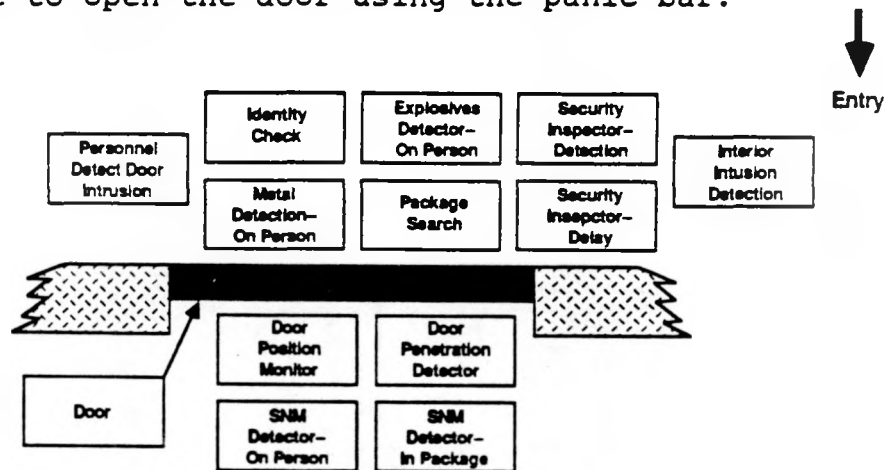 to open the door using the panic bar.
Entry
Identity
Check
Explosives
Detector–
On Person
Security
Inspector–
Detection
Personnel
Detect Door
Intrusion
Interior
Intusion
Detection
Metal
Detection–
On Person
Package
Search
Security
Insepctor–
Delay
Door
Position
Monitor
Door
Penetration
Detector
Door
SNM
Detector–
On Person
SNM
Detector–
In Package